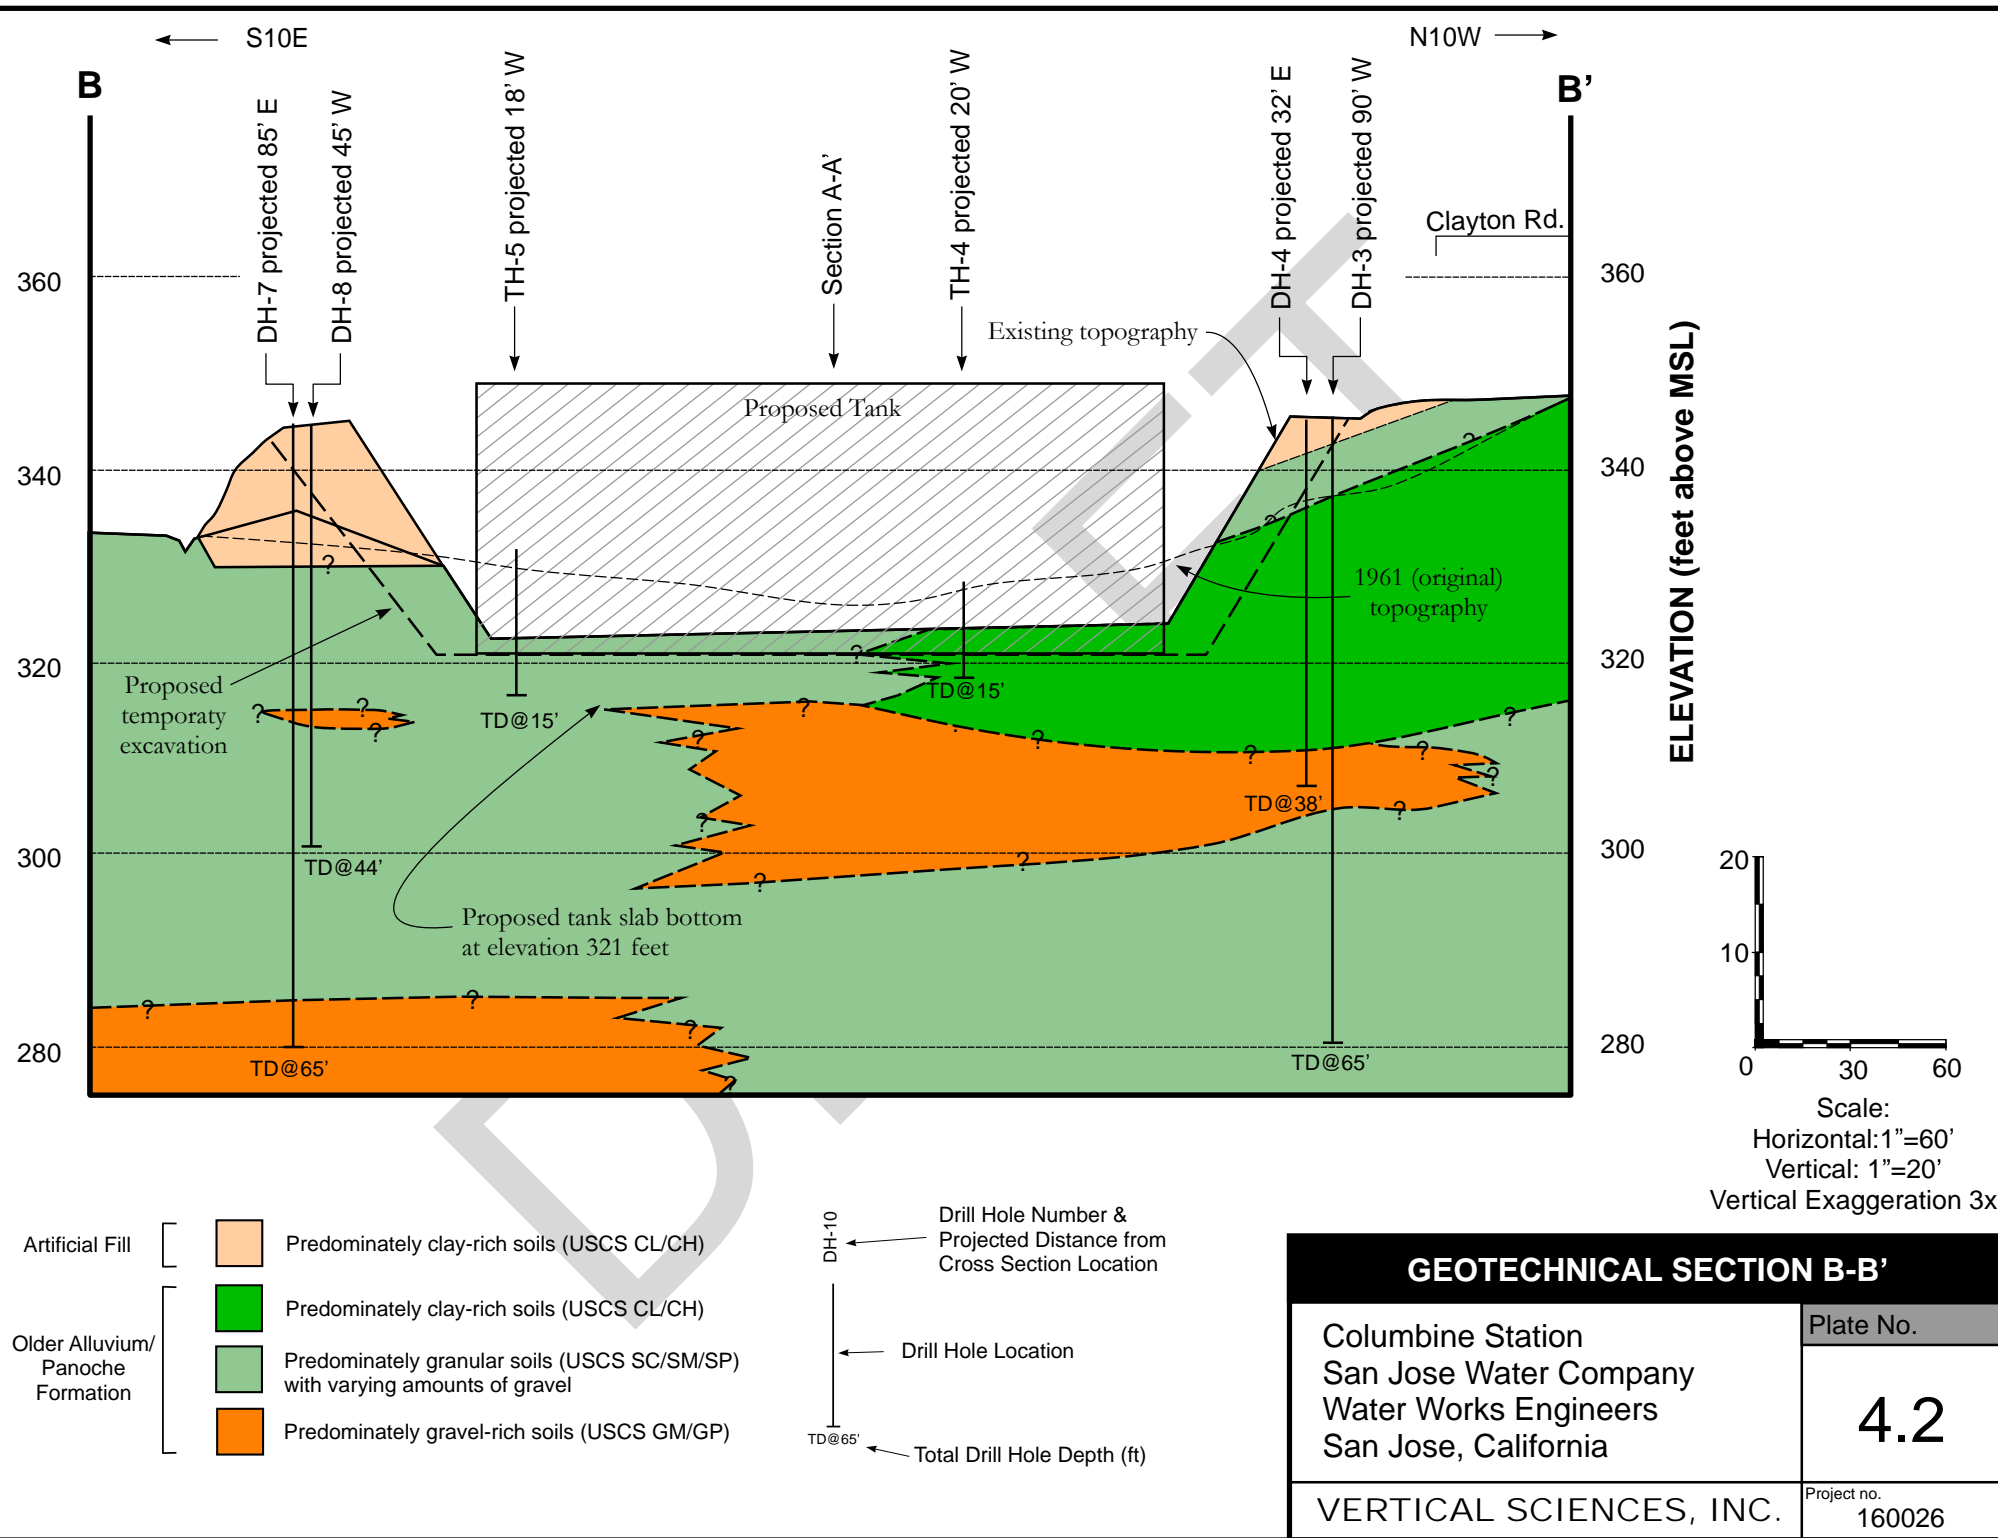 S10E
N10W
B
B’
DH-7 projected 85’ E
DH-8 projected 45’ W
TH-5 projected 18’ W
Section A-A’
TH-4 projected 20’ W
DH-4 projected 32’ E
DH-3 projected 90’ W
Clayton Rd.
360
360
Existing topography
Proposed Tank
340
340
?
?
?
1961 (original)
topography
320
320
?
Proposed
temporaty
excavation
TD@15’
TD@15’
?
?
?
?
?
?
?
?
?
?
?
TD@38’
?
?
300
300
TD@44’
?
?
Proposed tank slab bottom
at elevation 321 feet
?
?
?
280
280
TD@65’
TD@65’
?
ELEVATION (feet above MSL)
20
10
0
30
60
Scale:
Horizontal:1”=60’
Vertical: 1”=20’
Vertical Exaggeration 3x
DRAFT
Artificial Fill
Predominately clay-rich soils (USCS CL/CH)
Older Alluvium/
Panoche
Formation
Predominately clay-rich soils (USCS CL/CH)
Predominately granular soils (USCS SC/SM/SP)
with varying amounts of gravel
Predominately gravel-rich soils (USCS GM/GP)
DH-10
Drill Hole Number &
Projected Distance from
Cross Section Location
Drill Hole Location
TD@65’
Total Drill Hole Depth (ft)
GEOTECHNICAL SECTION B-B’
Columbine Station
San Jose Water Company
Water Works Engineers
San Jose, California
Plate No.
4.2
VERTICAL SCIENCES, INC.
Project no.
160026